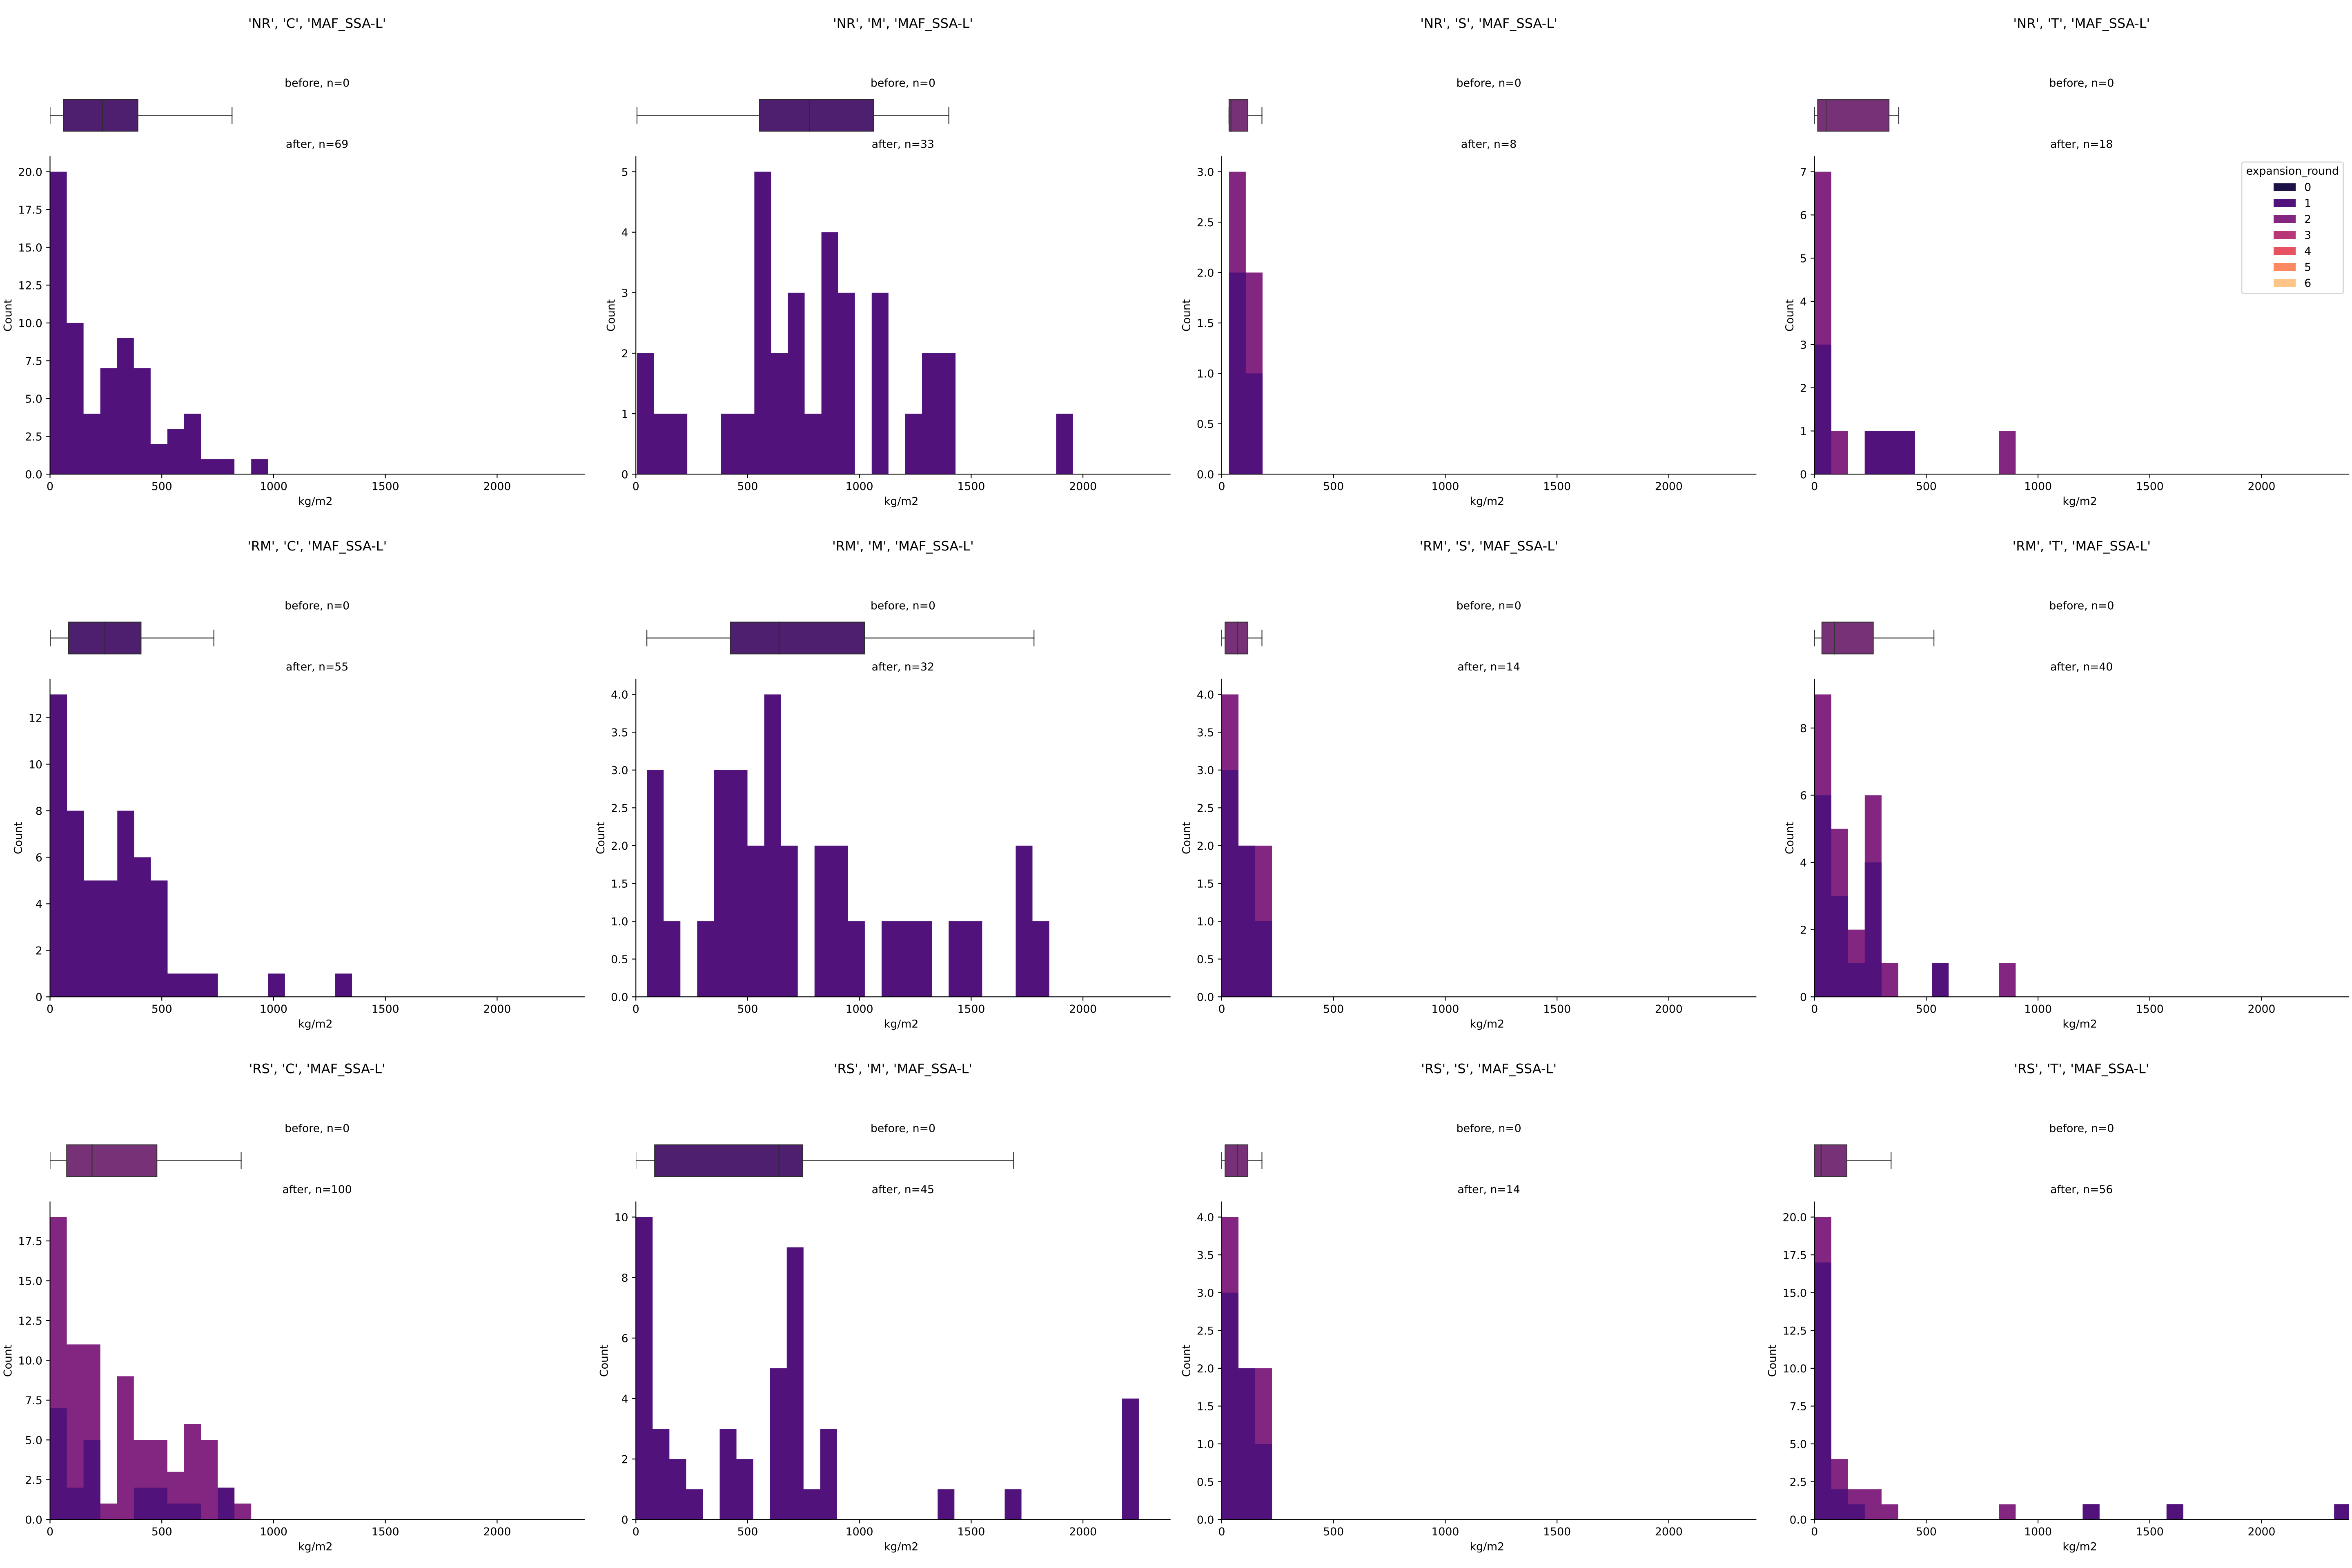 'NR', 'C', 'MAF_SSA-L'
before, n=0
after, n=69
20.0
17.5
15.0
12.5
10.0
7.5
5.0
2.5
0.0
Count
0 500 1000 1500 2000
kg/m2
'NR', 'M', 'MAF_SSA-L'
before, n=0
after, n=33
5
4
3
2
1
0
Count
0 500 1000 1500 2000
kg/m2
'NR', 'S', 'MAF_SSA-L'
before, n=0
after, n=8
3.0
2.5
2.0
1.5
1.0
0.5
0.0
Count
0 500 1000 1500 2000
kg/m2
'NR', 'T', 'MAF_SSA-L'
before, n=0
after, n=18
7
6
5
4
3
2
1
0
Count
expansion_round
0
1
2
3
4
5
6
0 500 1000 1500 2000
kg/m2
'RM', 'C', 'MAF_SSA-L'
before, n=0
after, n=55
12
10
8
6
4
2
0
Count
0 500 1000 1500 2000
kg/m2
'RM', 'M', 'MAF_SSA-L'
before, n=0
after, n=32
4.0
3.5
3.0
2.5
2.0
1.5
1.0
0.5
0.0
Count
0 500 1000 1500 2000
kg/m2
'RM', 'S', 'MAF_SSA-L'
before, n=0
after, n=14
4.0
3.5
3.0
2.5
2.0
1.5
1.0
0.5
0.0
Count
0 500 1000 1500 2000
kg/m2
'RM', 'T', 'MAF_SSA-L'
before, n=0
after, n=40
8
6
4
2
0
Count
0 500 1000 1500 2000
kg/m2
'RS', 'C', 'MAF_SSA-L'
before, n=0
after, n=100
17.5
15.0
12.5
10.0
7.5
5.0
2.5
0.0
Count
0 500 1000 1500 2000
kg/m2
'RS', 'M', 'MAF_SSA-L'
before, n=0
after, n=45
10
8
6
4
2
0
Count
0 500 1000 1500 2000
kg/m2
'RS', 'S', 'MAF_SSA-L'
before, n=0
after, n=14
4.0
3.5
3.0
2.5
2.0
1.5
1.0
0.5
0.0
Count
0 500 1000 1500 2000
kg/m2
'RS', 'T', 'MAF_SSA-L'
before, n=0
after, n=56
20.0
17.5
15.0
12.5
10.0
7.5
5.0
2.5
0.0
Count
0 500 1000 1500 2000
kg/m2